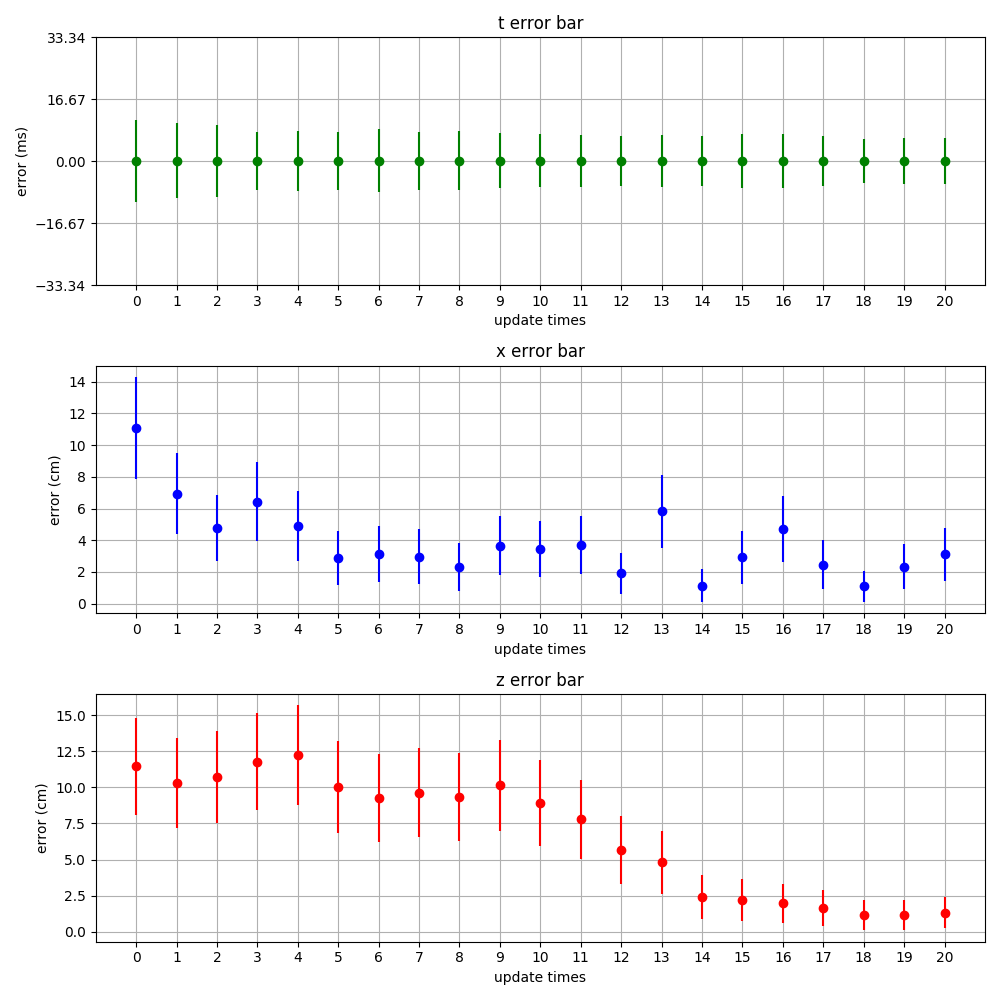 t error bar
33.34
16.67
0.00
−16.67
−33.34
error (ms)
0 1 2 3 4 5 6 7 8 9 10 11 12 13 14 15 16 17 18 19 20
update times
x error bar
14
12
10
8
6
4
2
0
error (cm)
0 1 2 3 4 5 6 7 8 9 10 11 12 13 14 15 16 17 18 19 20
update times
z error bar
15.0
12.5
10.0
7.5
5.0
2.5
0.0
error (cm)
0 1 2 3 4 5 6 7 8 9 10 11 12 13 14 15 16 17 18 19 20
update times